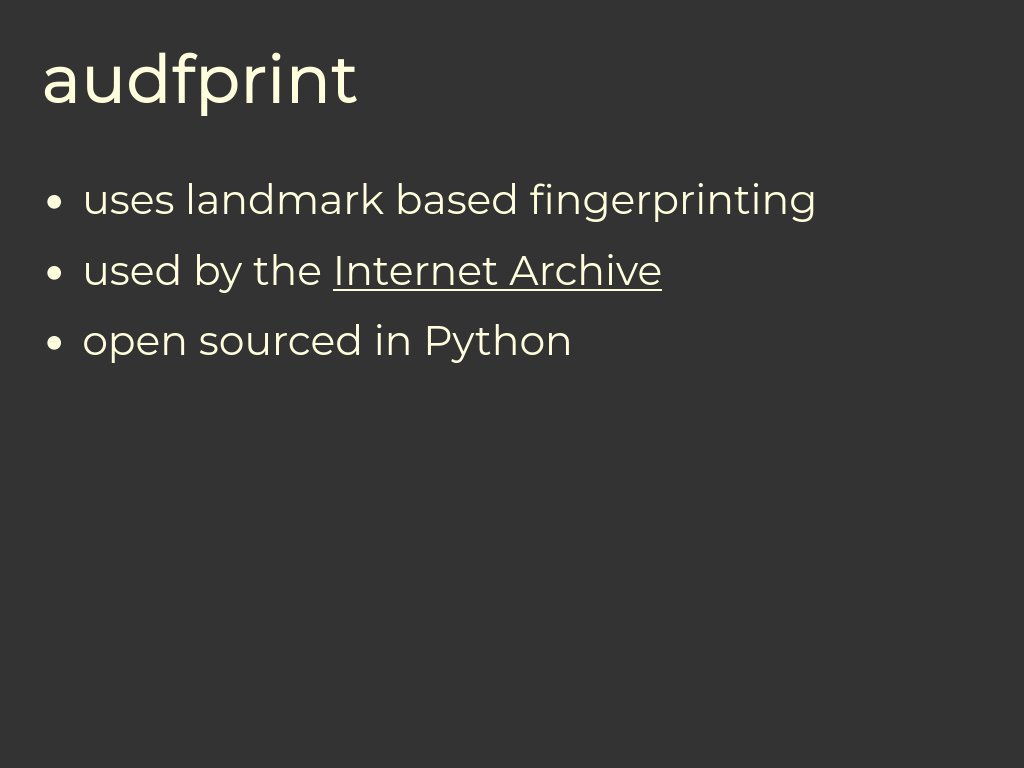 audfprint
• uses landmark based fingerprinting
• used by the Internet Archive
• open sourced in Python